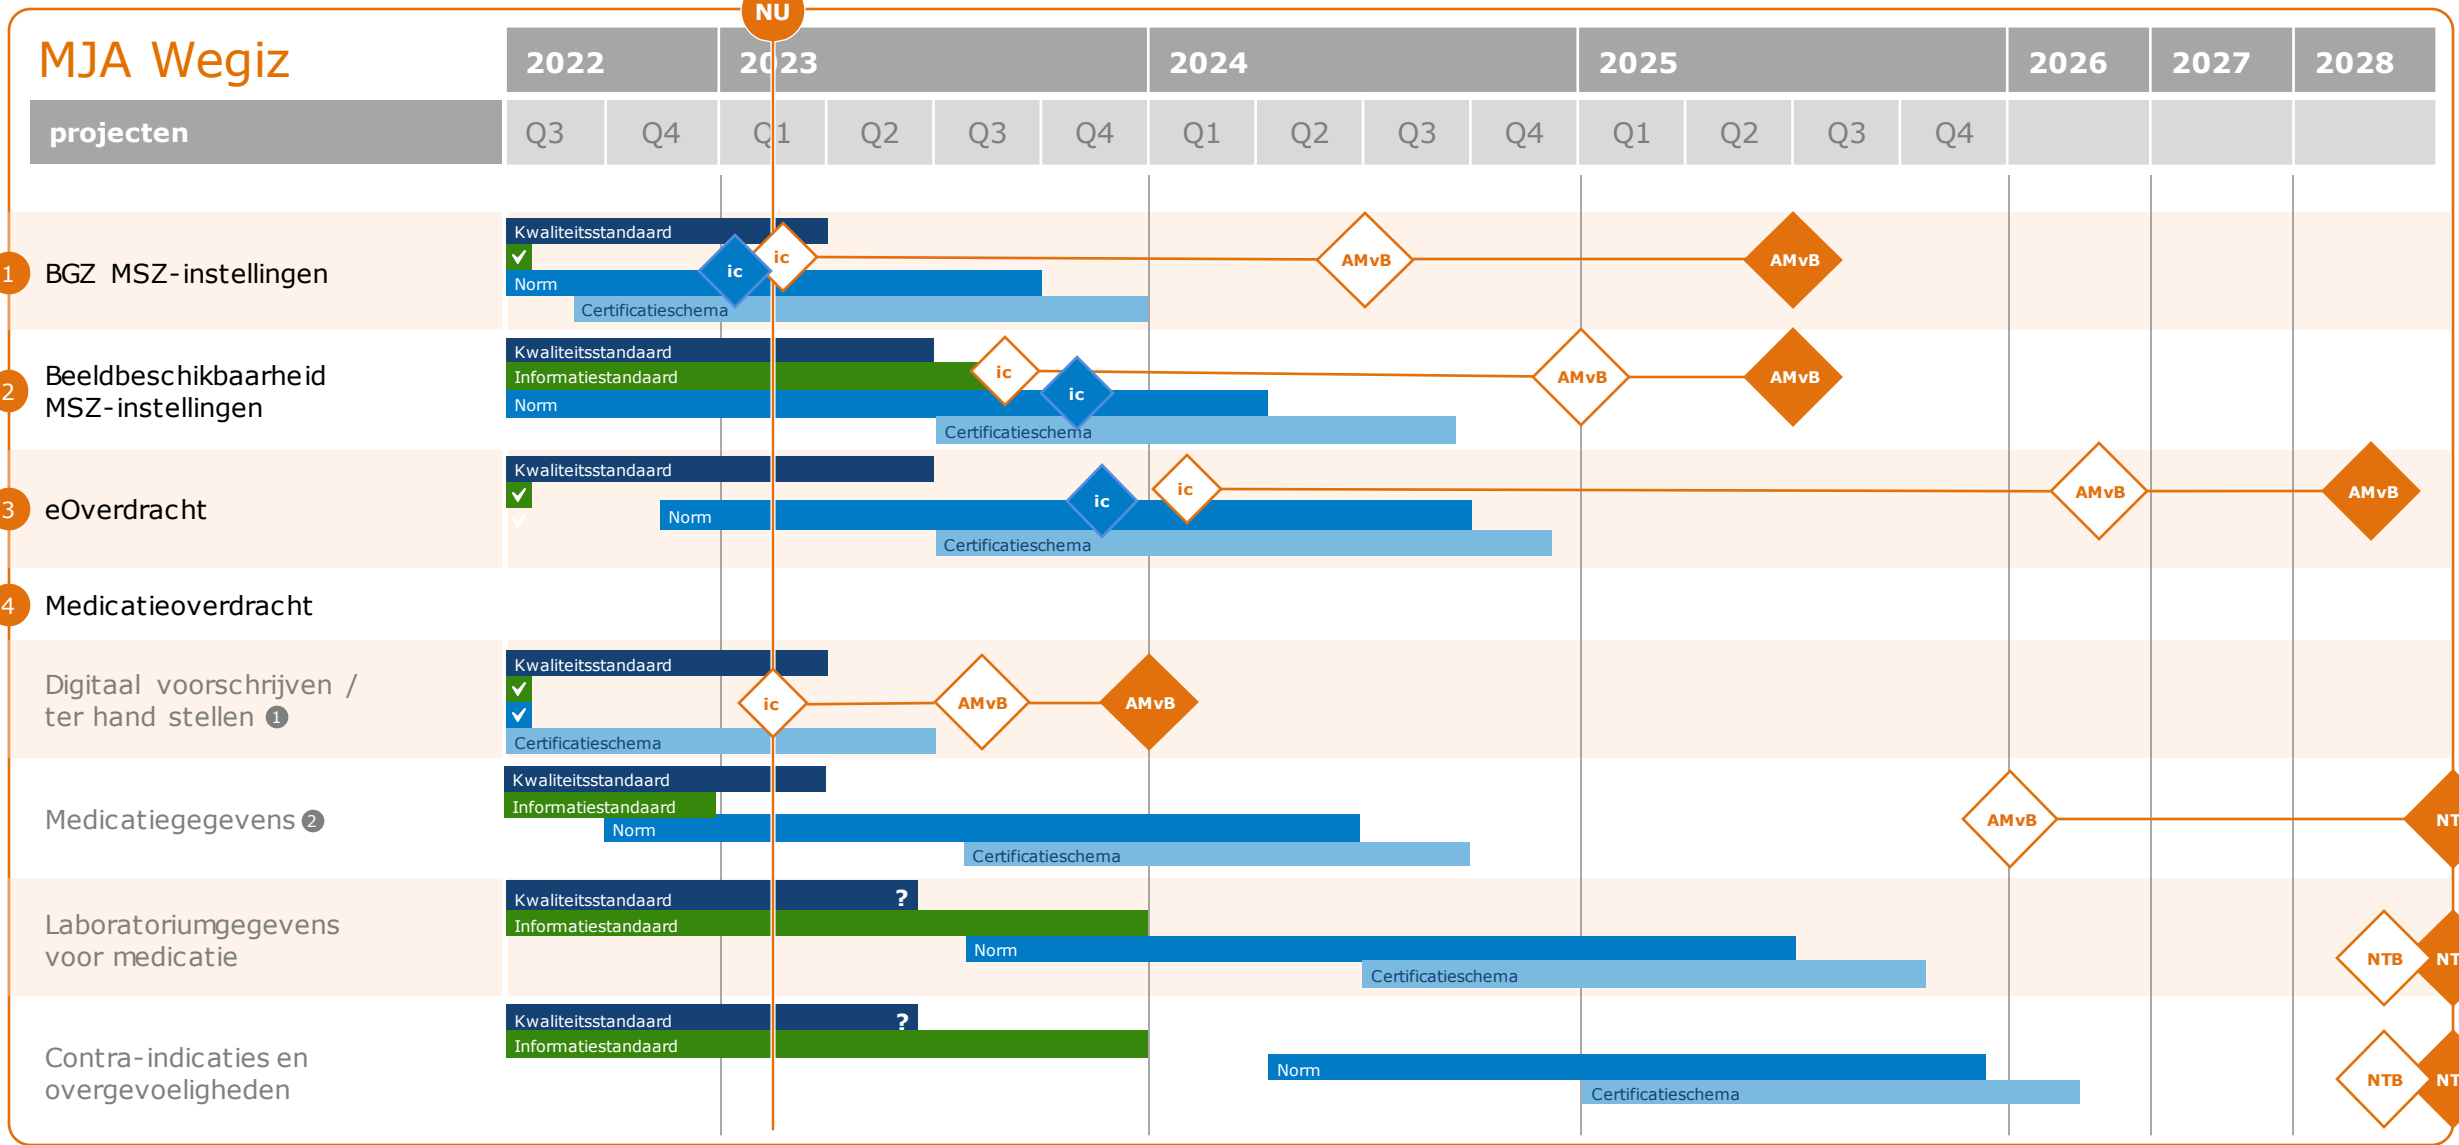 NU
MJA Wegiz
2022 2023 2024 2025 2026 2027 2028
projecten Q3 Q4 Q1 Q2 Q3 Q4 Q1 Q2 Q3 Q4 Q1 Q2 Q3 Q4
1 BGZ MSZ-instellingen
Kwaliteitsstandaard
ic ic AMvB AMvB
Norm
Certificatieschema
2 Beeldbeschikbaarheid
MSZ-instellingen
Kwaliteitsstandaard
Informatiestandaard
ic AMvB AMvB
Norm ic
Certificatieschema
3 eOverdracht
Kwaliteitsstandaard
ic ic AMvB AMvB
Norm
Certificatieschema
4 Medicatieoverdracht
Digitaal voorschrijven /
ter hand stellen 1
Kwaliteitsstandaard
ic AMvB AMvB
Certificatieschema
Medicatiegegevens 2
Kwaliteitsstandaard
Informatiestandaard
Norm AMvB NT
Certificatieschema
Laboratoriumgegevens
voor medicatie
Kwaliteitsstandaard ?
Informatiestandaard
Norm NTB NT
Certificatieschema
Contra-indicaties en
overgevoeligheden
Kwaliteitsstandaard ?
Informatiestandaard
Norm NTB NT
Certificatieschema